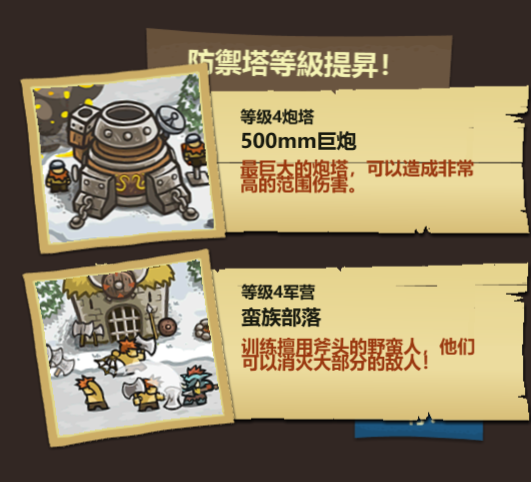 防禦塔等級提昇!
等级4炮塔
500mm巨炮
最巨大的炮塔，可以造成非常
高的范围伤害。
等级4军营
蛮族部落
训练擅用斧头的野蛮人，他们
可以消灭大部分的敌人!